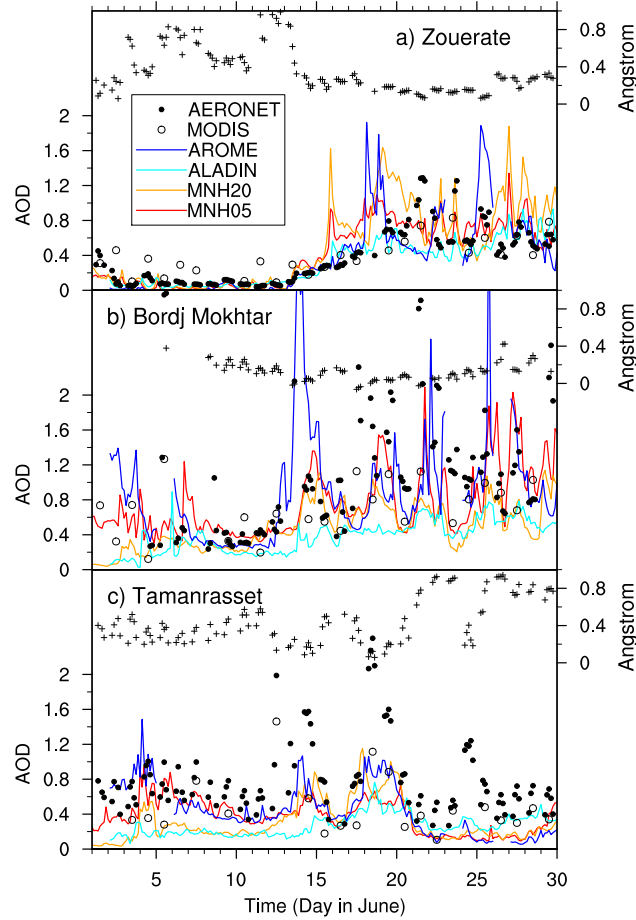 a) Zouerate
0.8
0.4
0
Angstrom
AERONET
MODIS
AROME
ALADIN
MNH20
MNH05
2
1.6
1.2
0.8
0.4
0
AOD
b) Bordj Mokhtar
0.8
0.4
0
Angstrom
2
1.6
1.2
0.8
0.4
0
AOD
c) Tamanrasset
0.8
0.4
0
Angstrom
2
1.6
1.2
0.8
0.4
0
AOD
5 10 15 20 25 30
Time (Day in June)